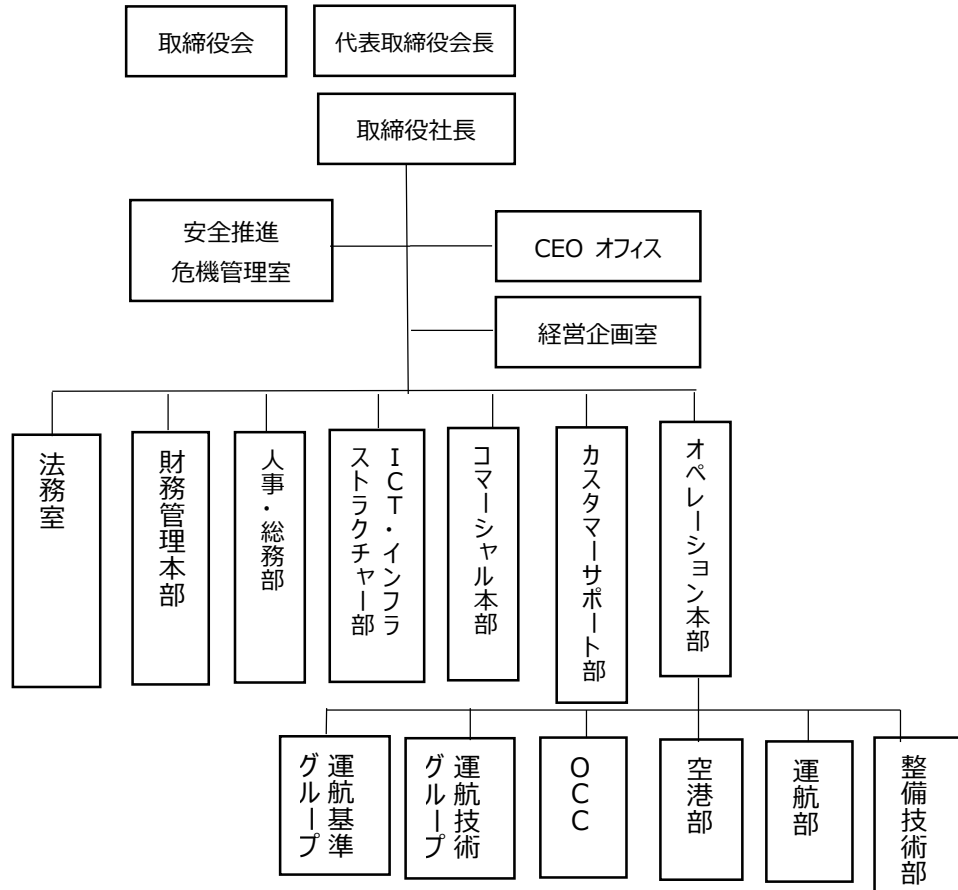 取締役会
代表取締役会長
取締役社長
安全推進
危機管理室
CEO オフィス
経営企画室
法務室
財務管理本部
人事・総務部
ICT・インフラ
ストラクチャー部
コマーシャル本部
カスタマーサポート部
オペレーション本部
運航基準
グループ
運航技術
グループ
OCC
空港部
運航部
整備技術部